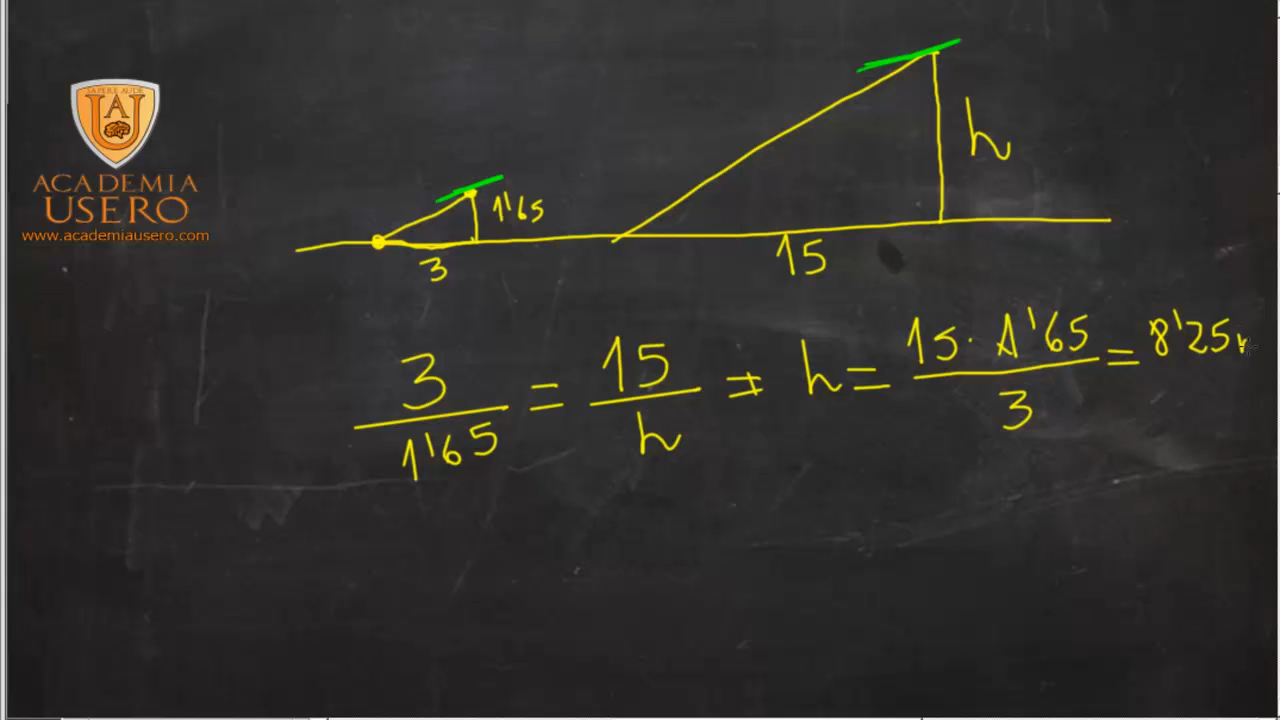 SAPERE AUDE
UA
ACADEMIA
USERO
www.academiausero.com
h
1'65
3
15
3/1'65 = 15/h → h = 15 · 1'65/3 = 8'25